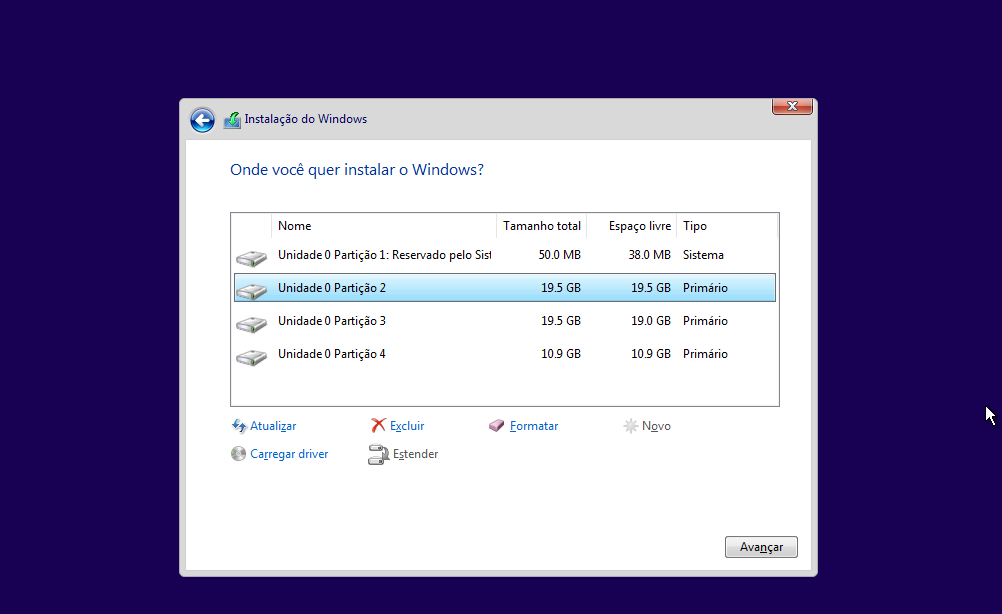 Instalação do Windows
Onde você quer instalar o Windows?
Nome Tamanho total Espaço livre Tipo
Unidade 0 Partição 1: Reservado pelo Sist 50.0 MB 38.0 MB Sistema
Unidade 0 Partição 2 19.5 GB 19.5 GB Primário
Unidade 0 Partição 3 19.5 GB 19.0 GB Primário
Unidade 0 Partição 4 10.9 GB 10.9 GB Primário
Atualizar Excluir Formatar Novo
Carregar driver Estender
Avançar